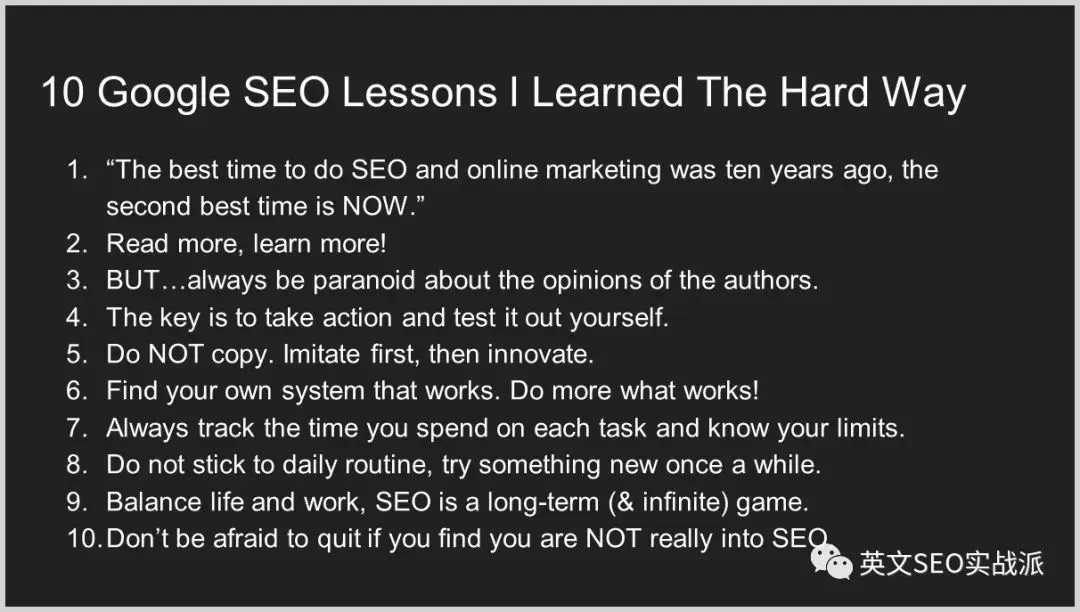 10 Google SEO Lessons I Learned The Hard Way
1. “The best time to do SEO and online marketing was ten years ago, the
second best time is NOW.”
2. Read more, learn more!
3. BUT…always be paranoid about the opinions of the authors.
4. The key is to take action and test it out yourself.
5. Do NOT copy. Imitate first, then innovate.
6. Find your own system that works. Do more what works!
7. Always track the time you spend on each task and know your limits.
8. Do not stick to daily routine, try something new once a while.
9. Balance life and work, SEO is a long-term (& infinite) game.
10. Don’t be afraid to quit if you find you are NOT really into SEO
英文SEO实战派